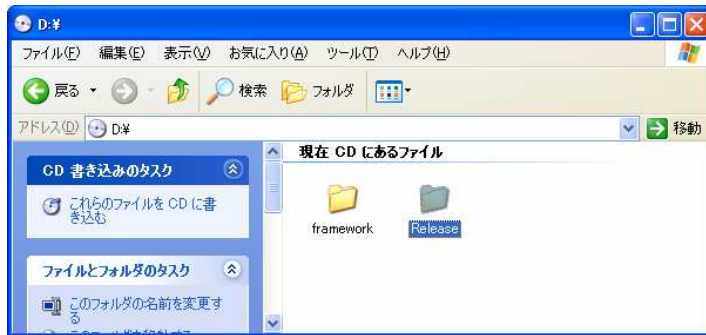 D:¥
ファイル(F) 編集(E) 表示(V) お気に入り(A) ツール(T) ヘルプ(H)
戻る 検索 フォルダ
アドレス(D) D:¥ 移動
CD 書き込みのタスク
これらのファイルを CD に書
き込む
ファイルとフォルダのタスク
このフォルダの名前を変更す
る
現在 CD にあるファイル
framework Release